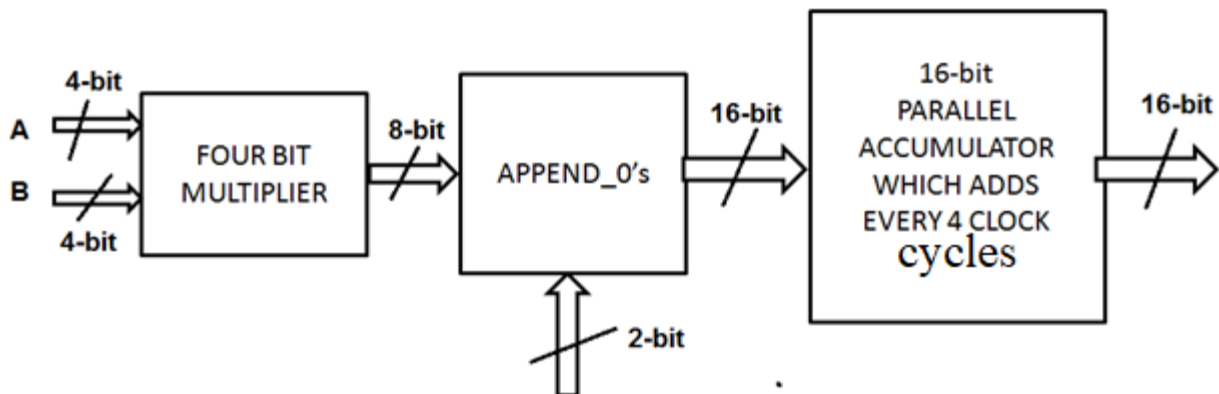 4-bit
A
B
4-bit
FOUR BIT
MULTIPLIER
8-bit
APPEND_0's
2-bit
16-bit
16-bit
PARALLEL
ACCUMULATOR
WHICH ADDS
EVERY 4 CLOCK
cycles
16-bit